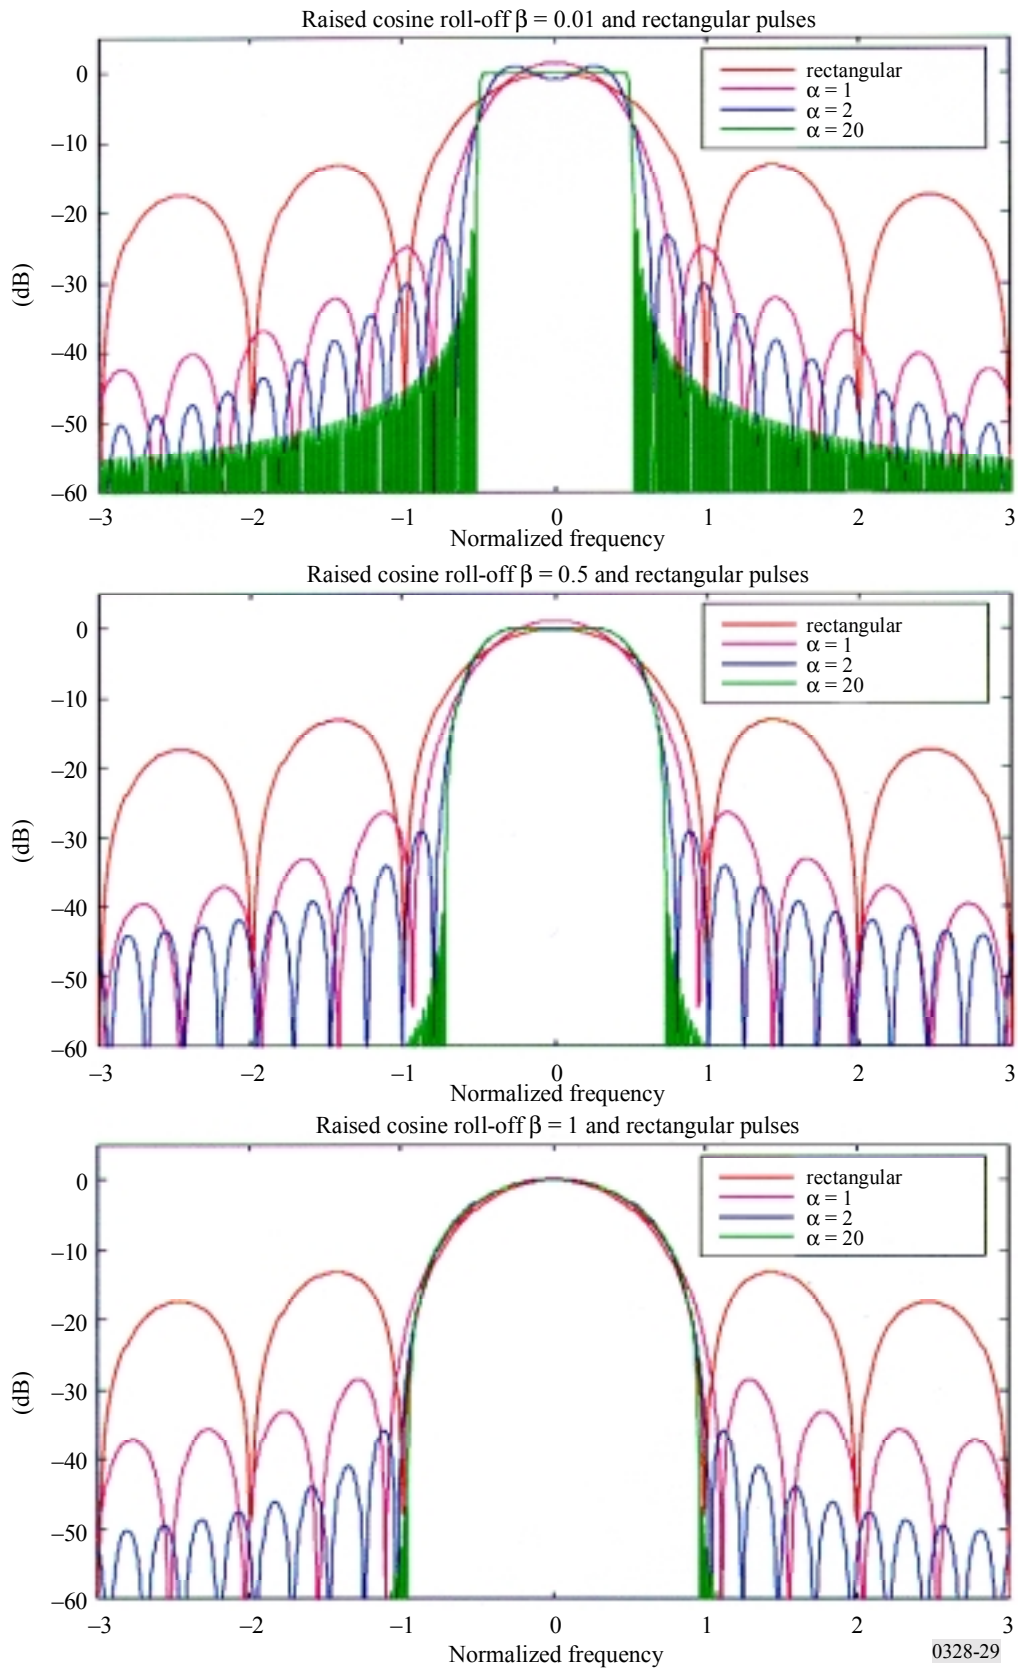 Raised cosine roll-off β = 0.01 and rectangular pulses
rectangular
α = 1
α = 2
α = 20
0
–10
–20
–30
–40
–50
–60
(dB)
–3 –2 –1 0 1 2 3
Normalized frequency
Raised cosine roll-off β = 0.5 and rectangular pulses
rectangular
α = 1
α = 2
α = 20
0
–10
–20
–30
–40
–50
–60
(dB)
–3 –2 –1 0 1 2 3
Normalized frequency
Raised cosine roll-off β = 1 and rectangular pulses
rectangular
α = 1
α = 2
α = 20
0
–10
–20
–30
–40
–50
–60
(dB)
–3 –2 –1 0 1 2 3
Normalized frequency
0328-29